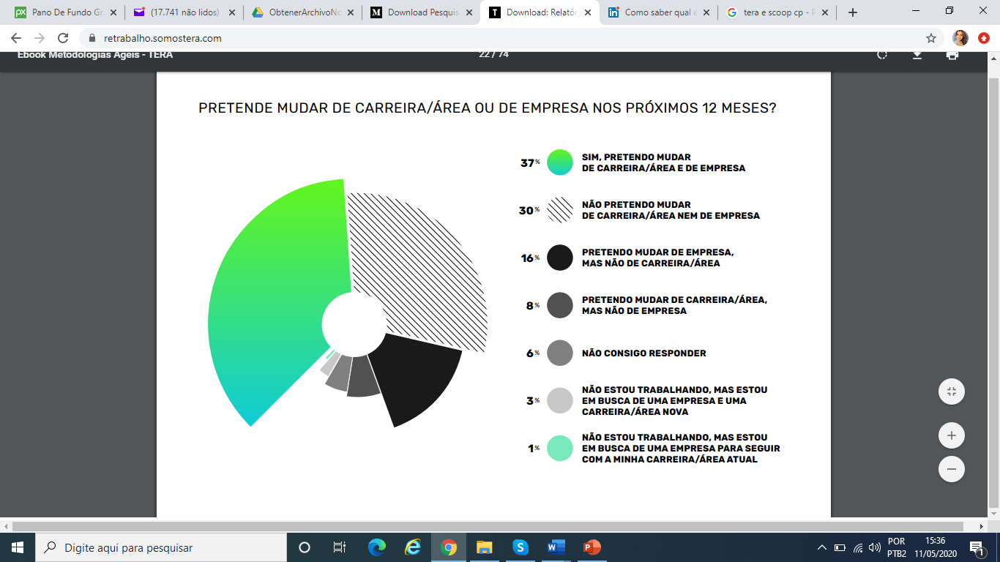 Pano De Fundo Gr
(17.741 não lidos)
ObtenerArchivoNo
Download Pesquis
Download: Relatór
Como saber qual é
tera e scoop cp - P
retrabalho.somostera.com
Ebook Metodologias Ágeis - TERA
22 / 74
PRETENDE MUDAR DE CARREIRA/ÁREA OU DE EMPRESA NOS PRÓXIMOS 12 MESES?
37%
SIM, PRETENDO MUDAR
DE CARREIRA/ÁREA E DE EMPRESA
30%
NÃO PRETENDO MUDAR
DE CARREIRA/ÁREA NEM DE EMPRESA
16%
PRETENDO MUDAR DE EMPRESA,
MAS NÃO DE CARREIRA/ÁREA
8%
PRETENDO MUDAR DE CARREIRA/ÁREA,
MAS NÃO DE EMPRESA
6%
NÃO CONSIGO RESPONDER
3%
NÃO ESTOU TRABALHANDO, MAS ESTOU
EM BUSCA DE UMA EMPRESA E UMA
CARREIRA/ÁREA NOVA
1%
NÃO ESTOU TRABALHANDO, MAS ESTOU
EM BUSCA DE UMA EMPRESA PARA SEGUIR
COM A MINHA CARREIRA/ÁREA ATUAL
Digite aqui para pesquisar
POR
PTB2
15:36
11/05/2020
1